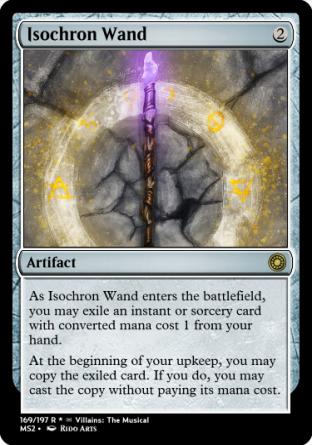 Isochron Wand 2
Artifact
As Isochron Wand enters the battlefield,
you may exile an instant or sorcery card
with converted mana cost 1 from your
hand.
At the beginning of your upkeep, you may
copy the exiled card. If you do, you may
cast the copy without paying its mana cost.
169/197 R * ∞ Villains: The Musical
MS2 • Rido Arts